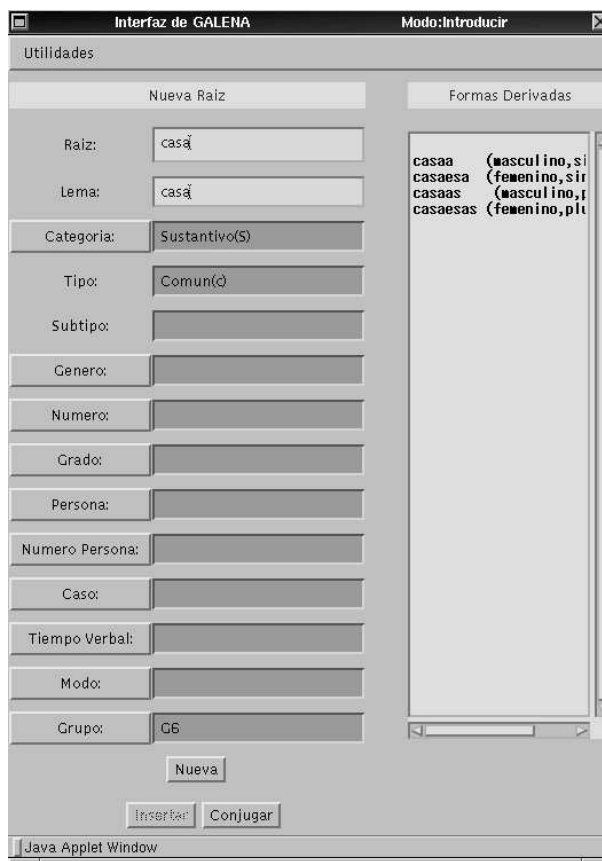 Interfaz de GALENA Modo:Introducir
Utilidades
Nueva Raiz
Raiz: casa
Lema: casa
Categoria: Sustantivo(S)
Tipo: Comun(c)
Subtipo:
Genero:
Numero:
Grado:
Persona:
Numero Persona:
Caso:
Tiempo Verbal:
Modo:
Grupo: G6
Nueva
Insertar Conjugar
Formas Derivadas
casaa (masculino,si
casaesa (femenino,sin
casaas (masculino,p
casaesas (femenino,plu
Java Applet Window